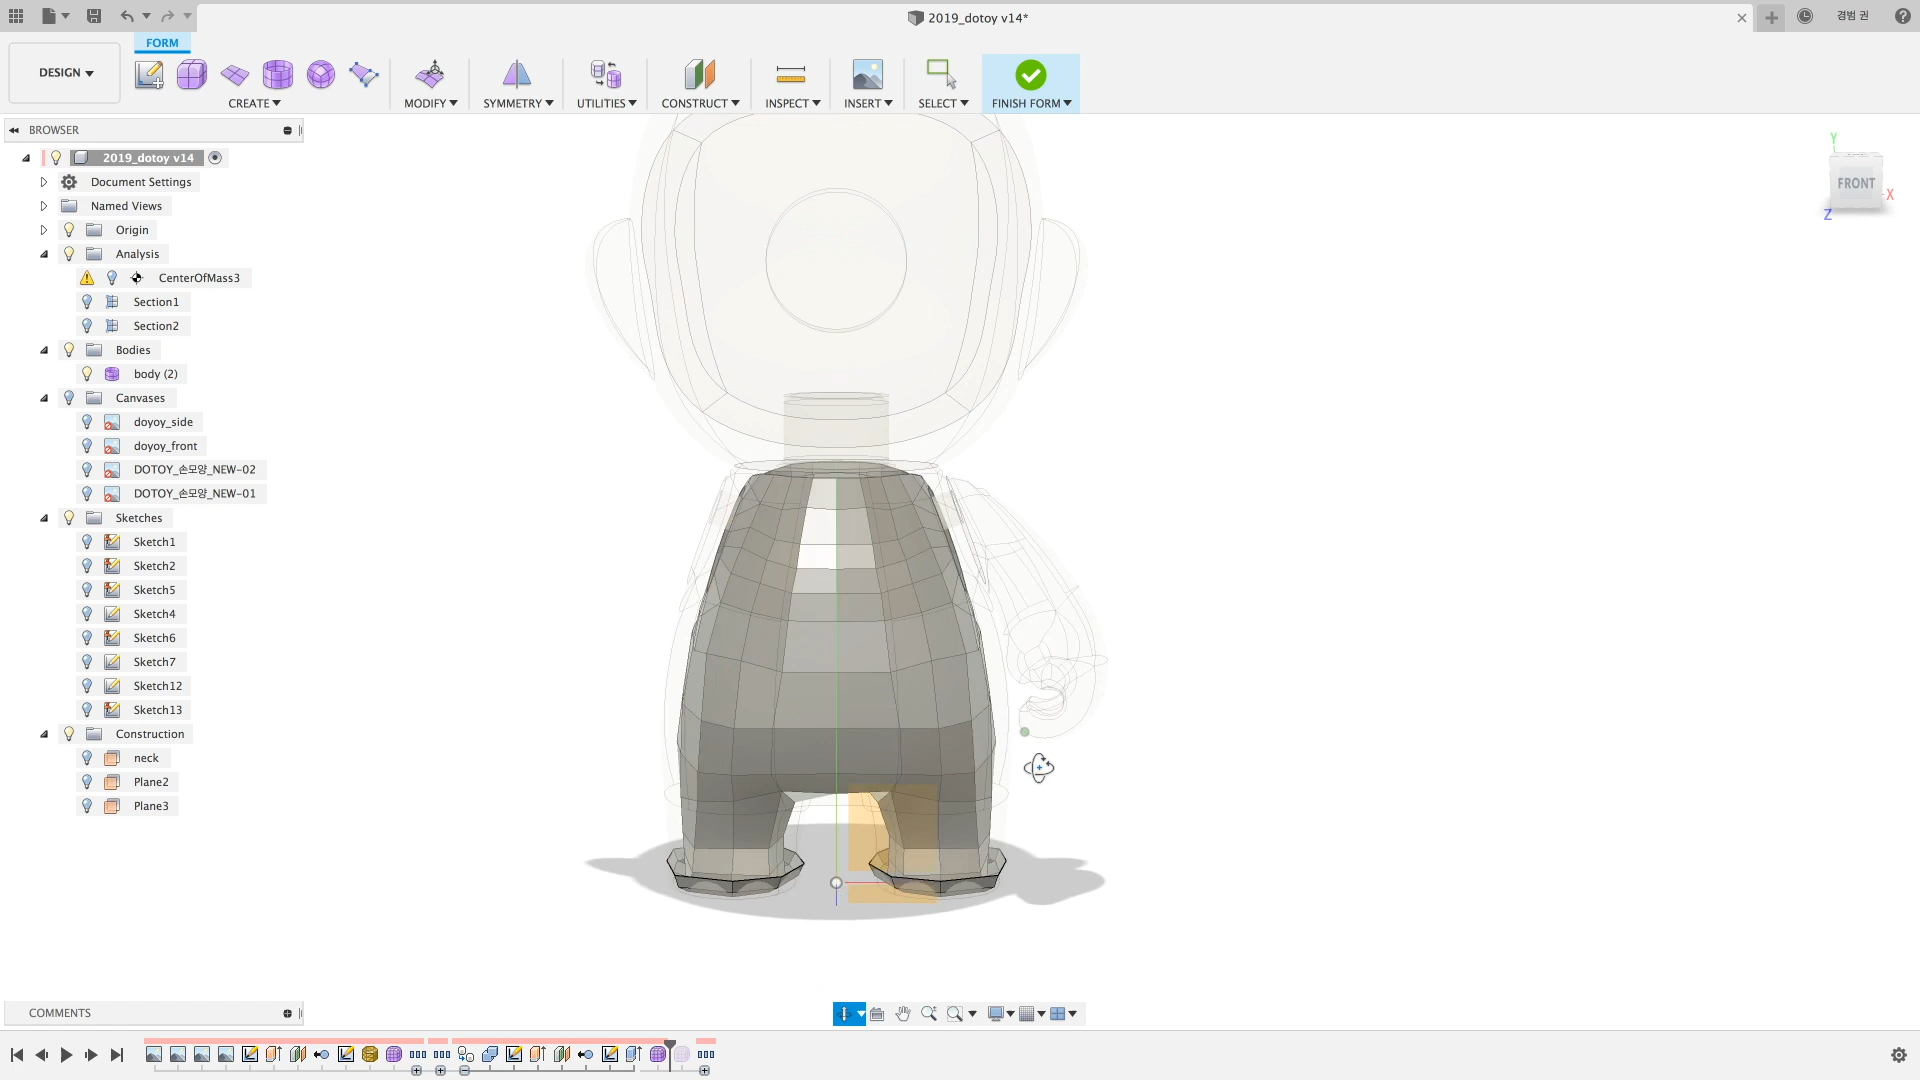 2019_dotoy v14*
경범 권
FORM
DESIGN
CREATE
MODIFY
SYMMETRY
UTILITIES
CONSTRUCT
INSPECT
INSERT
SELECT
FINISH FORM
BROWSER
2019_dotoy v14
Document Settings
Named Views
Origin
Analysis
CenterOfMass3
Section1
Section2
Bodies
body (2)
Canvases
doyoy_side
doyoy_front
DOTOY_손모양_NEW-02
DOTOY_손모양_NEW-01
Sketches
Sketch1
Sketch2
Sketch5
Sketch4
Sketch6
Sketch7
Sketch12
Sketch13
Construction
neck
Plane2
Plane3
Y
FRONT
X
Z
COMMENTS